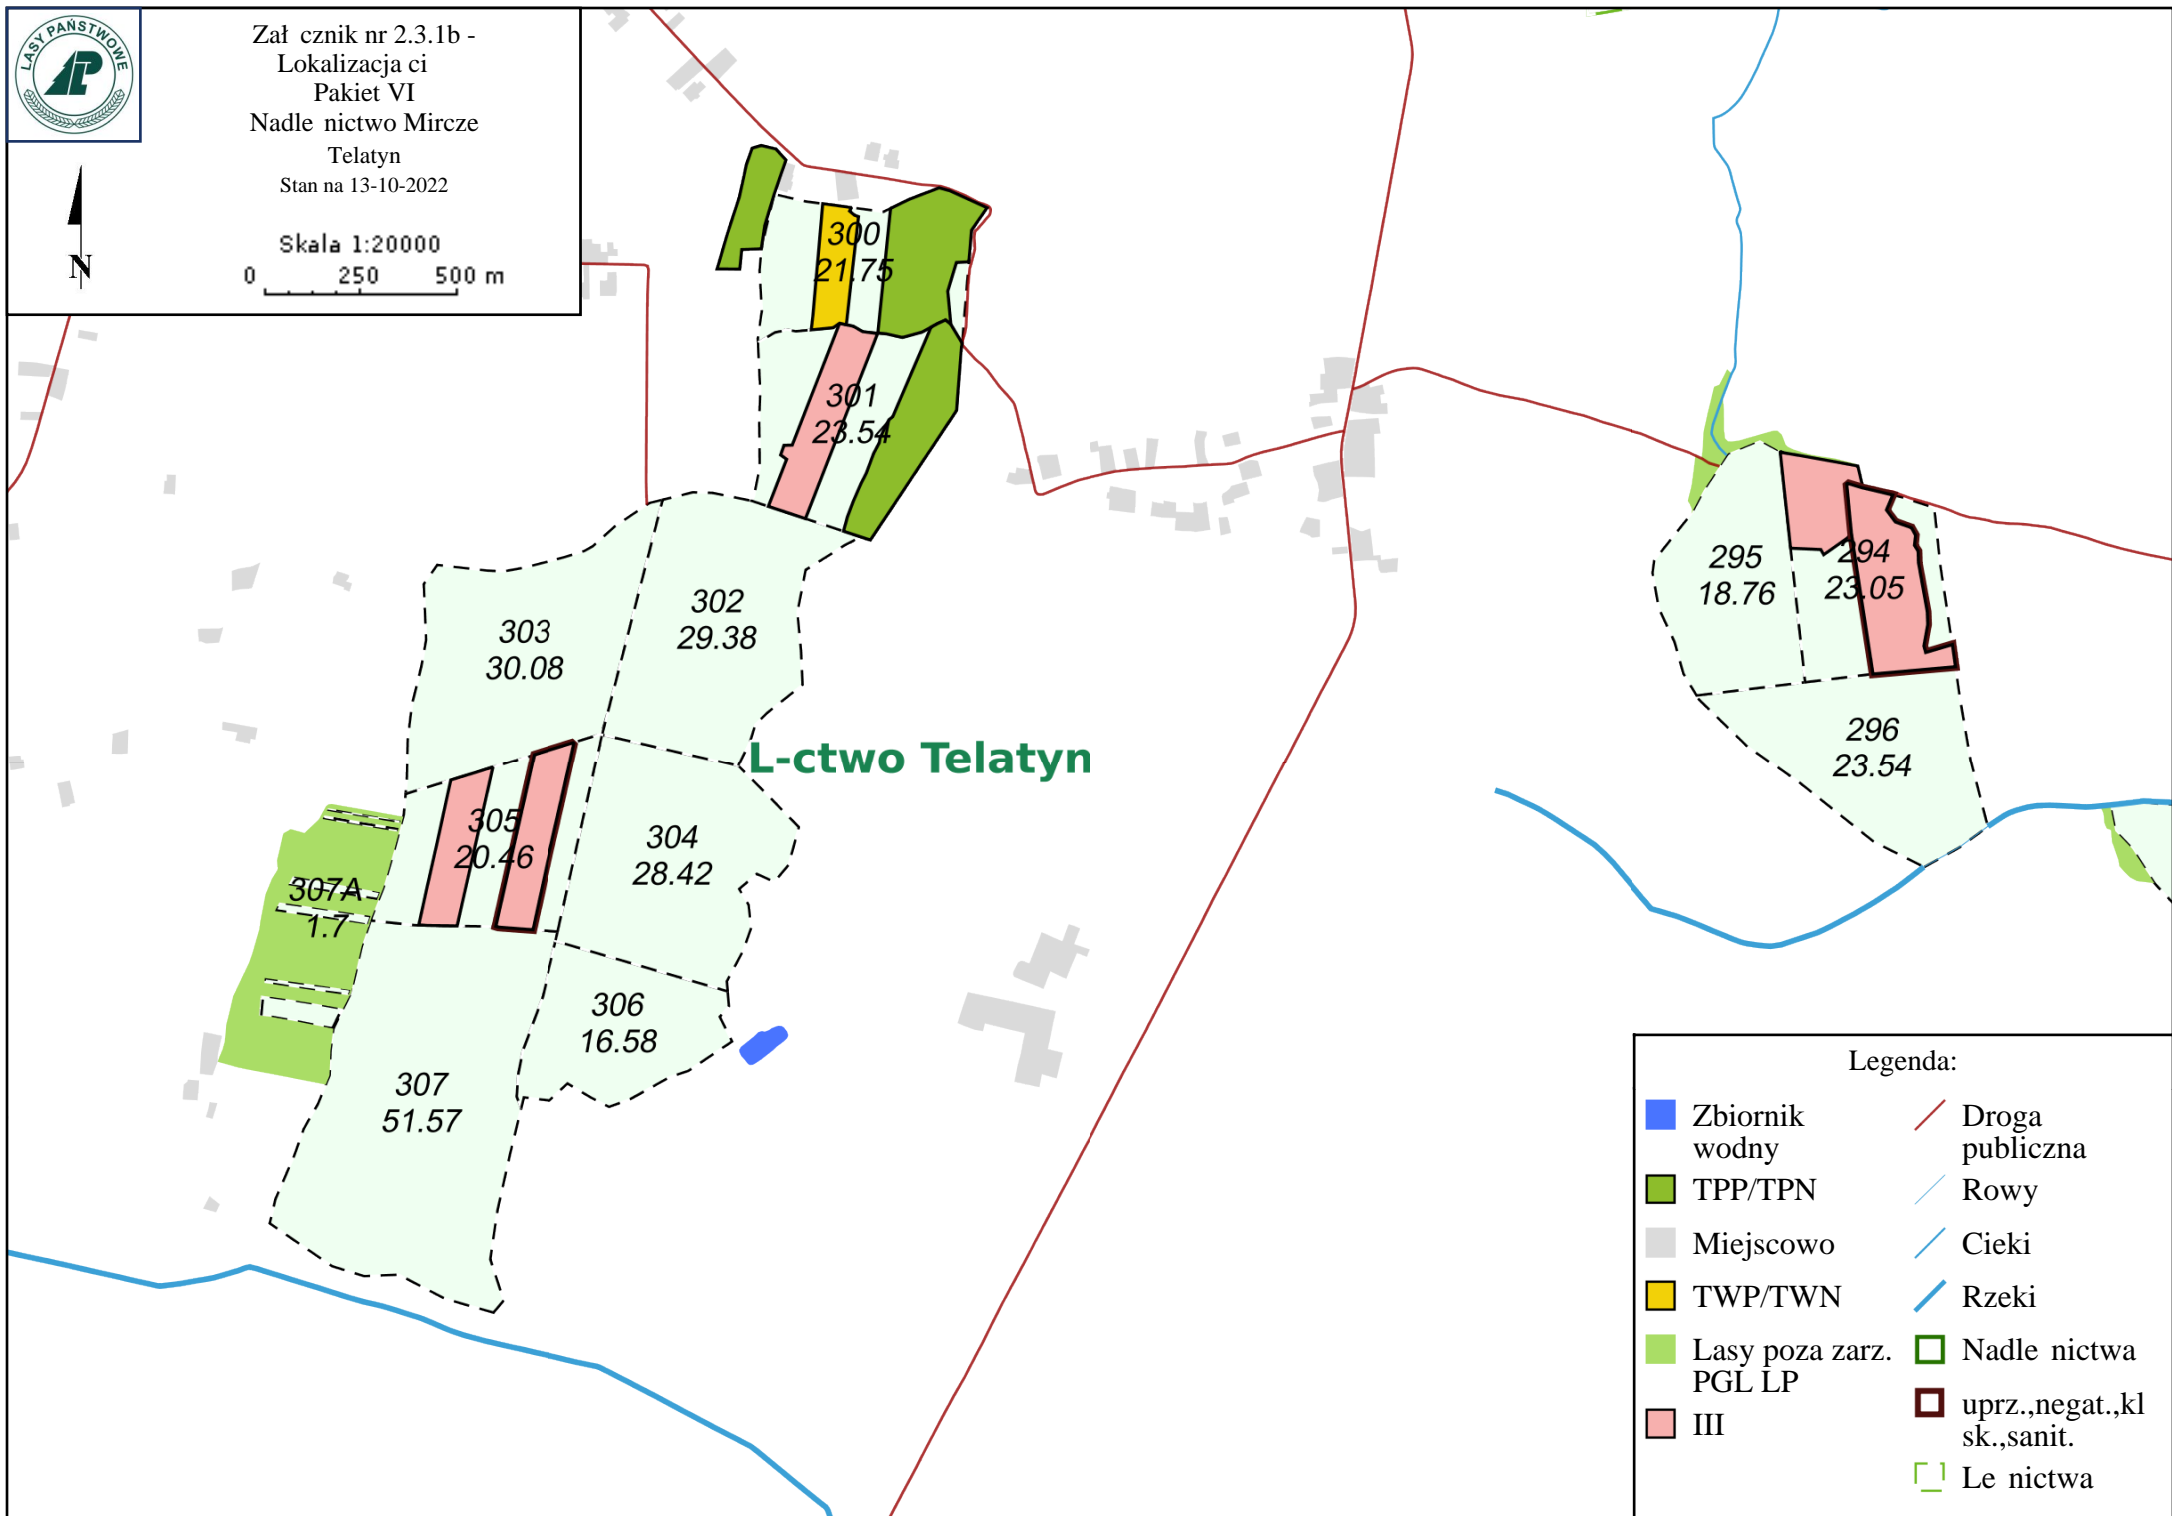 LASY PAŃSTWOWE
Zał cznik nr 2.3.1b -
Lokalizacja ci
Pakiet VI
Nadle nictwo Mircze
Telatyn
Stan na 13-10-2022
N
Skala 1:20000
0 250 500 m
300
21.75
301
23.54
302
29.38
303
30.08
295
18.76
294
23.05
296
23.54
L-ctwo Telatyn
305
20.46
304
28.42
307A
1.7
306
16.58
307
51.57
Legenda:
Zbiornik
wodny
TPP/TPN
Miejscowo
TWP/TWN
Lasy poza zarz.
PGL LP
III
Droga
publiczna
Rowy
Cieki
Rzeki
Nadle nictwa
uprz.,negat.,kl
sk.,sanit.
Le nictwa